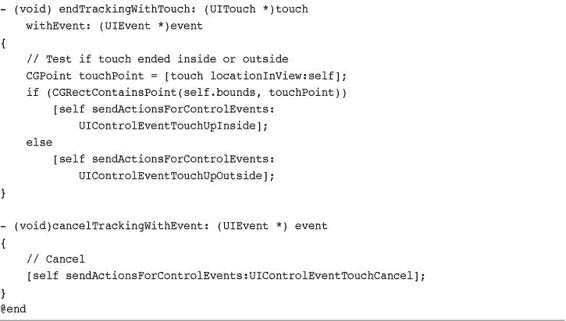 - (void) endTrackingWithTouch: (UITouch *)touch
    withEvent: (UIEvent *)event
{
    // Test if touch ended inside or outside
    CGPoint touchPoint = [touch locationInView:self];
    if (CGRectContainsPoint(self.bounds, touchPoint))
        [self sendActionsForControlEvents:
            UIControlEventTouchUpInside];
    else
        [self sendActionsForControlEvents:
            UIControlEventTouchUpOutside];
}

- (void)cancelTrackingWithEvent: (UIEvent *) event
{
    // Cancel
    [self sendActionsForControlEvents:UIControlEventTouchCancel];
}
@end